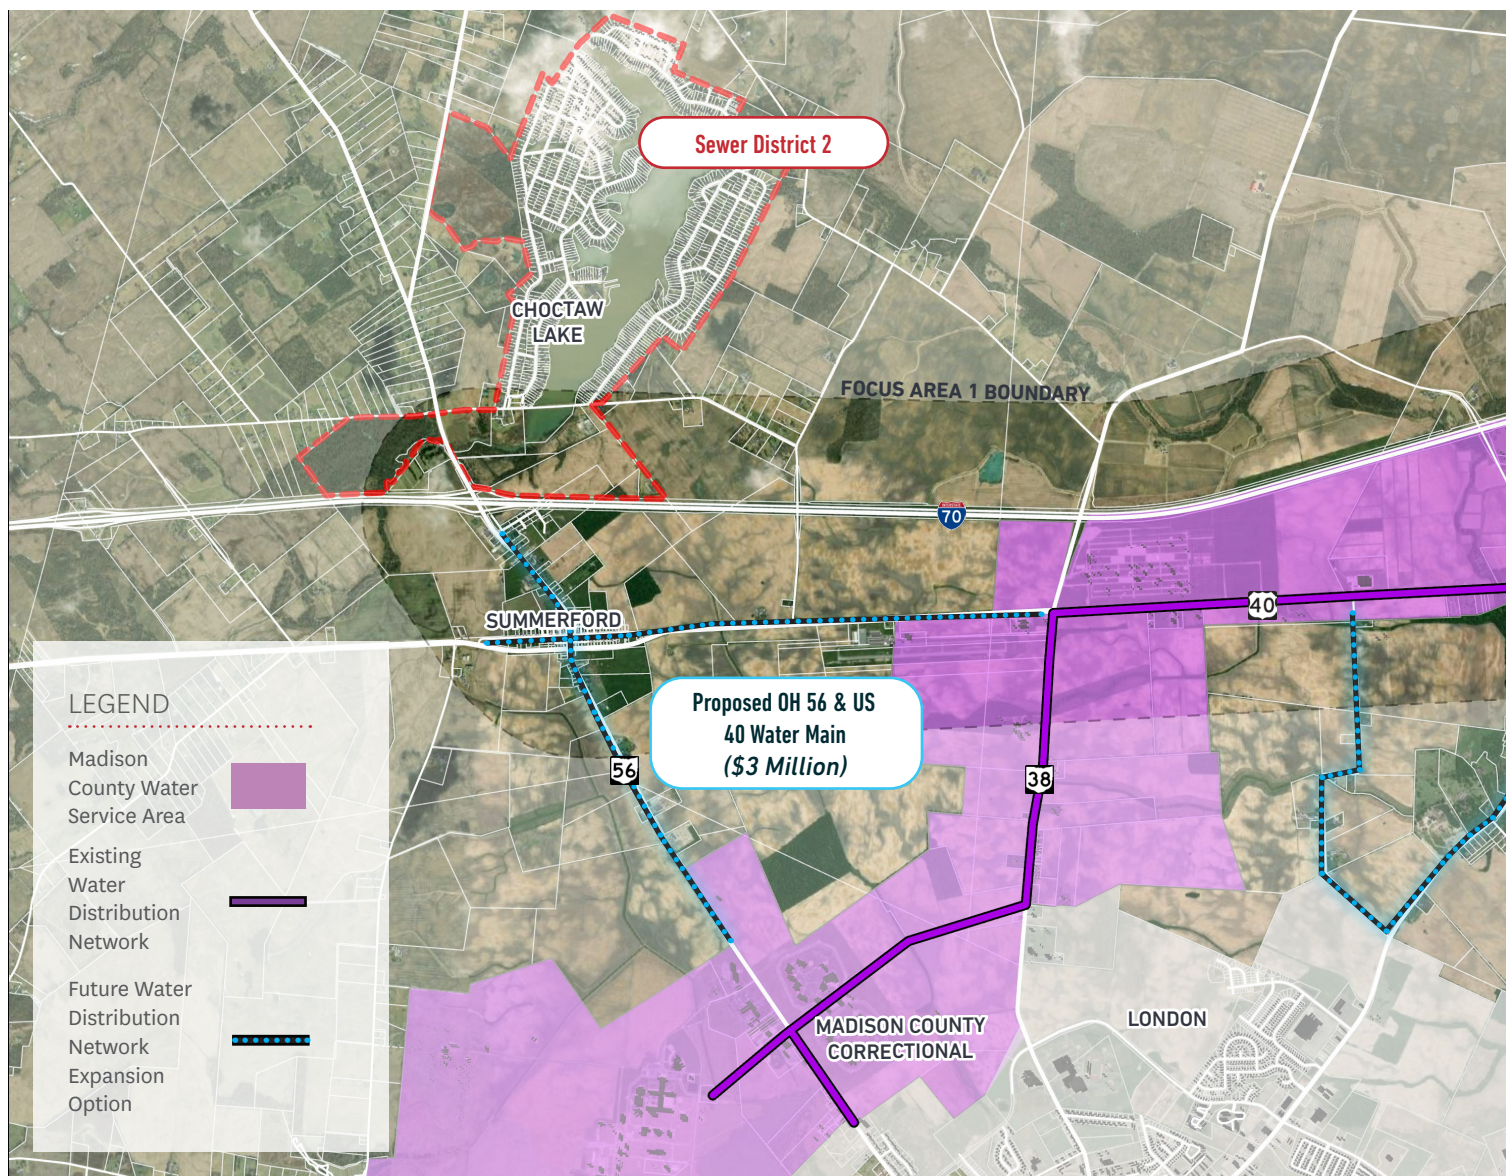 Sewer District 2
CHOCTAW
LAKE
FOCUS AREA 1 BOUNDARY
70
40
SUMMERFORD
Proposed OH 56 & US
40 Water Main
($3 Million)
56
38
MADISON COUNTY
CORRECTIONAL
LONDON
LEGEND
Madison
County Water
Service Area
Existing
Water
Distribution
Network
Future Water
Distribution
Network
Expansion
Option